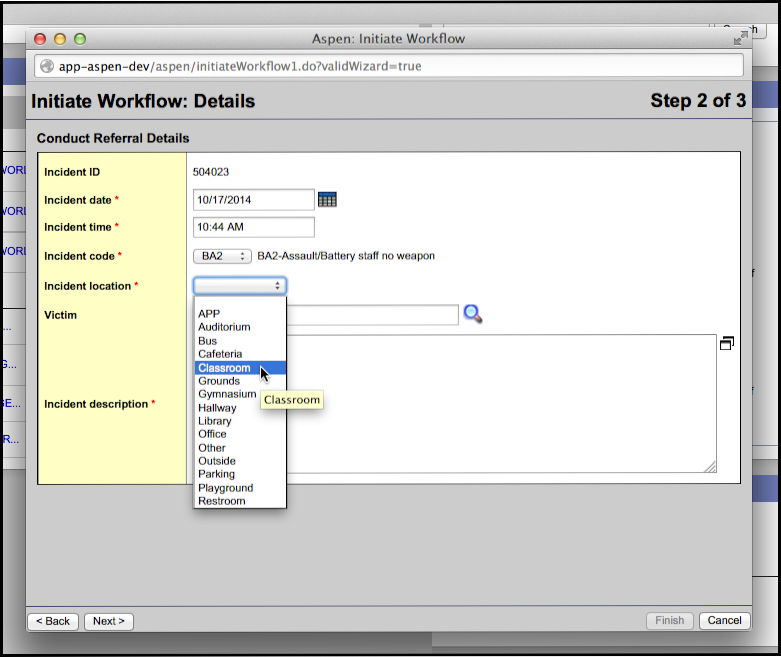 Aspen: Initiate Workflow
app-aspen-dev/aspen/initiateWorkflow1.do?validWizard=true
Initiate Workflow: Details
Step 2 of 3
Conduct Referral Details
Incident ID 504023
Incident date * 10/17/2014
Incident time * 10:44 AM
Incident code * BA2 BA2-Assault/Battery staff no weapon
Incident location *
Victim
APP
Auditorium
Bus
Cafeteria
Classroom
Grounds
Gymnasium
Classroom
Hallway
Incident description *
Library
Office
Other
Outside
Parking
Playground
Restroom
< Back
Next >
Finish
Cancel